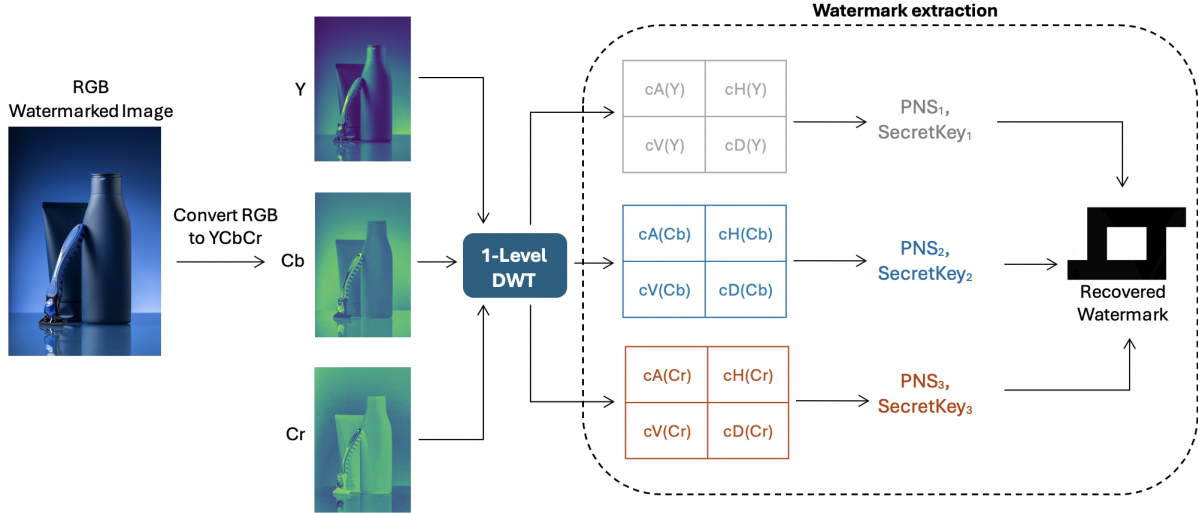 Watermark extraction
RGB
Watermarked Image
Convert RGB
to YCbCr
Y
Cb
Cr
1-Level
DWT
cA(Y) cH(Y)
cV(Y) cD(Y)
PNS₁,
SecretKey₁
cA(Cb) cH(Cb)
cV(Cb) cD(Cb)
PNS₂,
SecretKey₂
cA(Cr) cH(Cr)
cV(Cr) cD(Cr)
PNS₃,
SecretKey₃
Recovered
Watermark